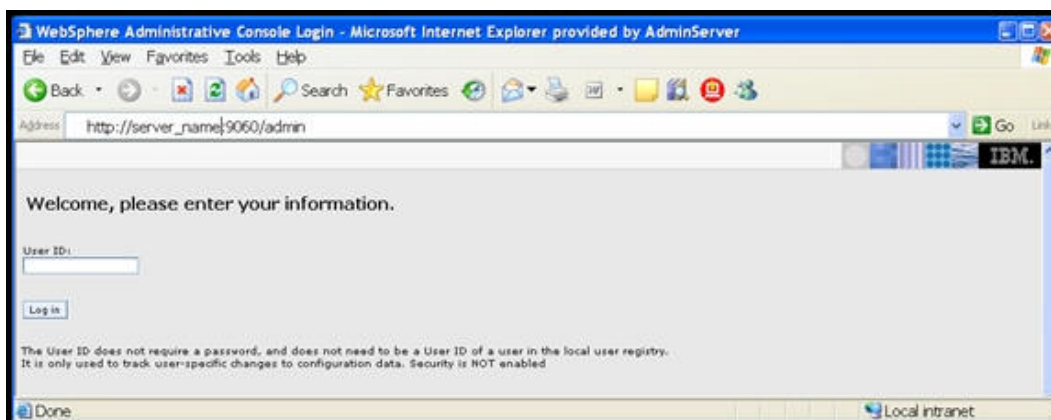 WebSphere Administrative Console Login - Microsoft Internet Explorer provided by AdminServer
File Edit View Favorites Tools Help
Back Search Favorites
Address http://server_name:9060/admin Go Link
IBM.
Welcome, please enter your information.
User ID:
Log in
The User ID does not require a password, and does not need to be a User ID of a user in the local user registry.
It is only used to track user-specific changes to configuration data. Security is NOT enabled
Done Local intranet